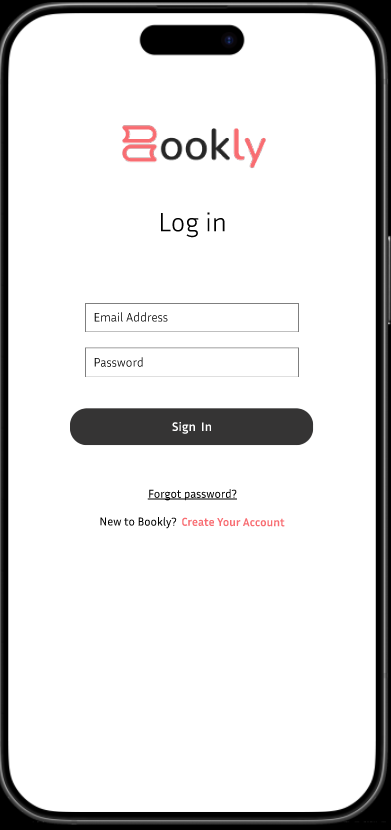 Bookly
Log in
Email Address
Password
Sign In
Forgot password?
New to Bookly? Create Your Account